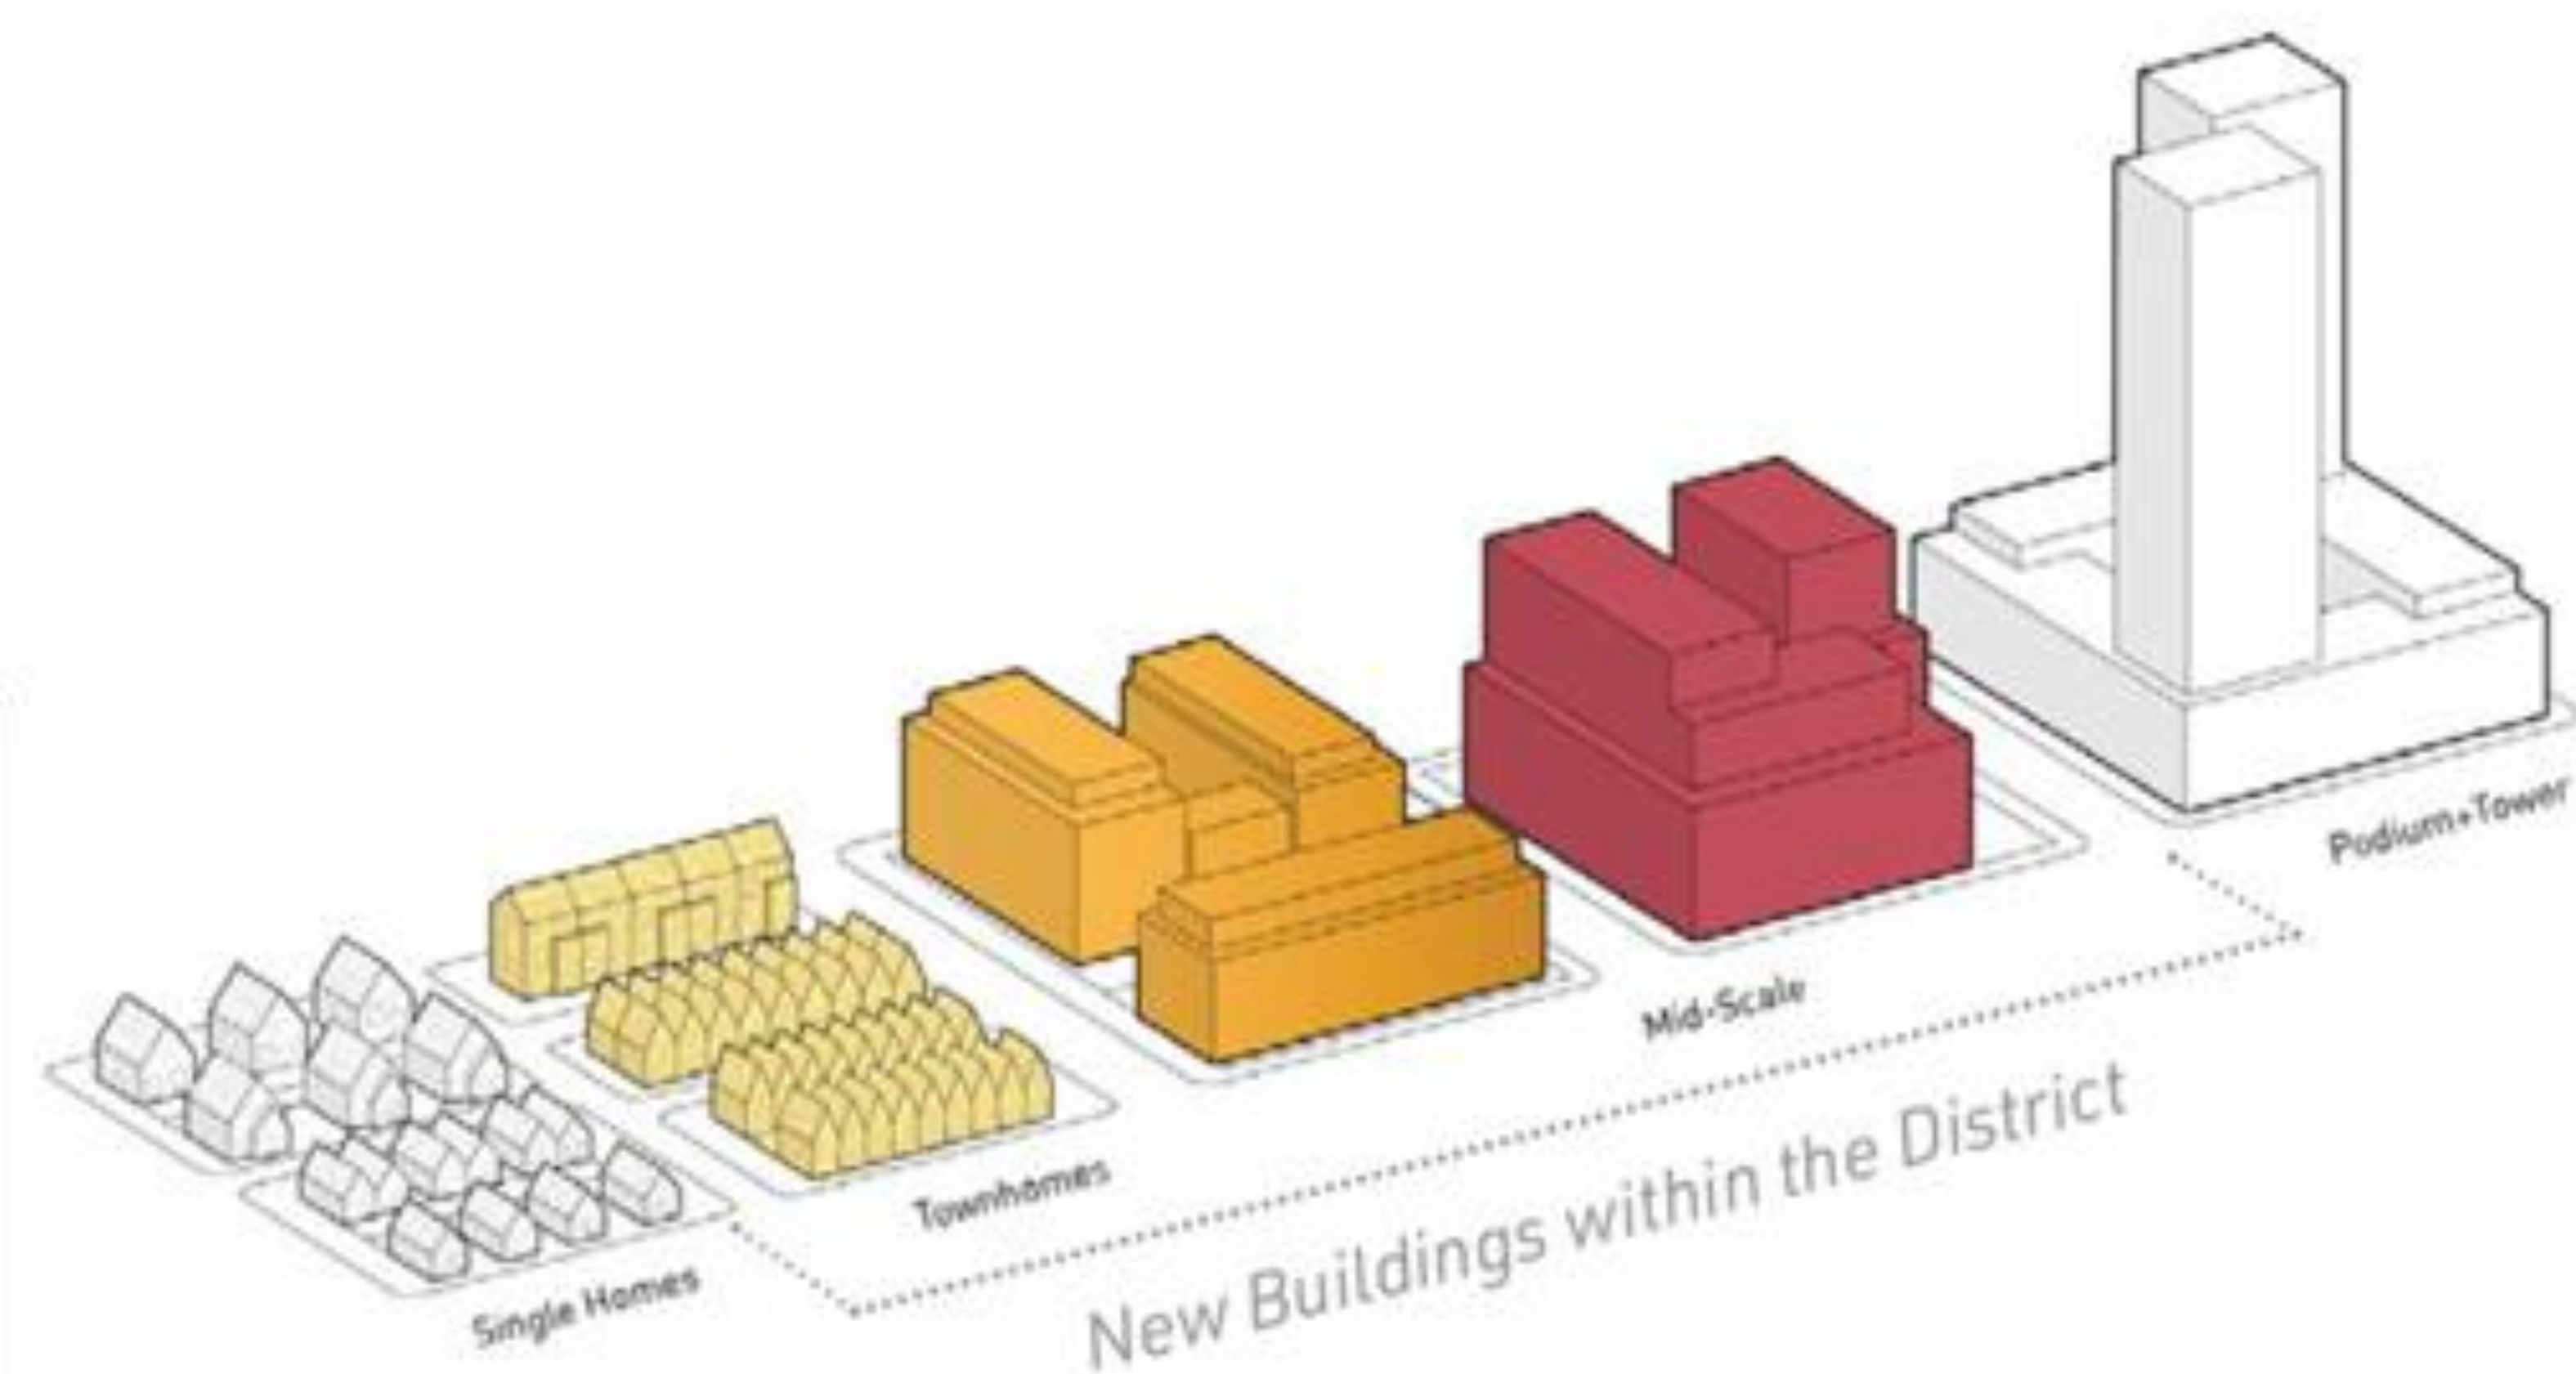 Single Homes
Townhomes
Mid-Scale
Podium+Tower
New Buildings within the District